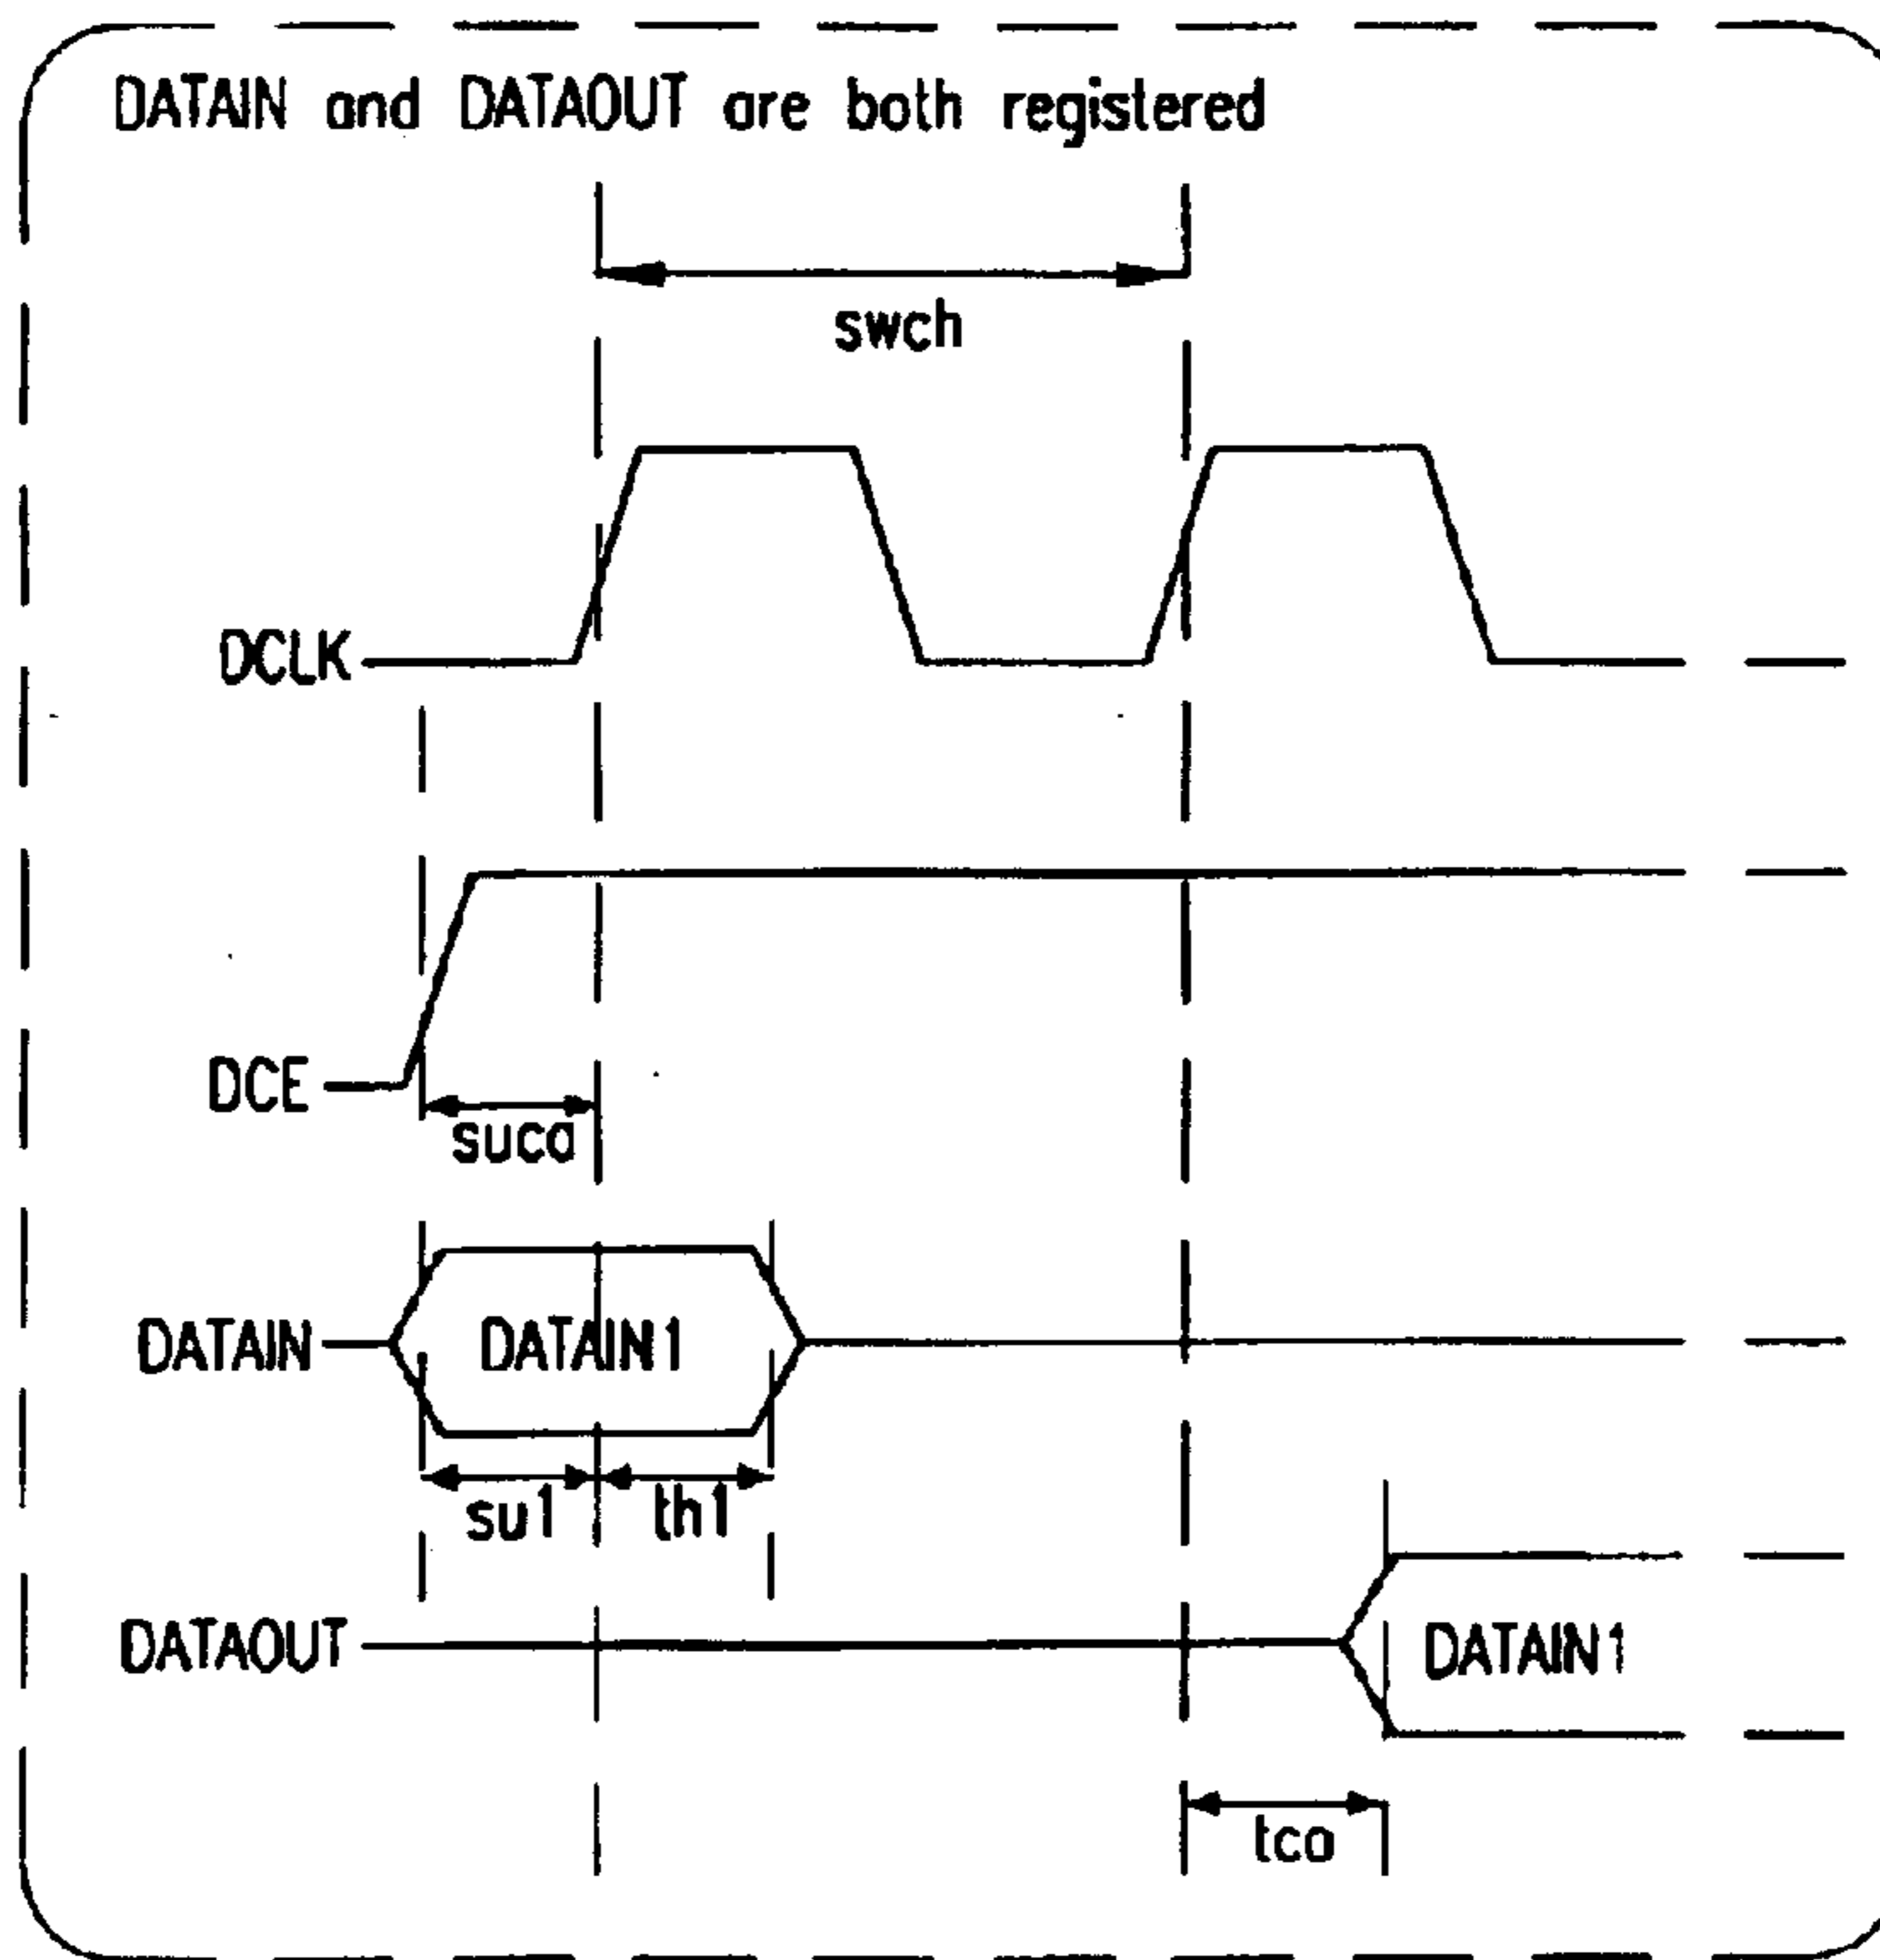 DATAIN and DATAOUT are both registered
swch
DCLK
DCE
suca
DATAIN DATAIN1
su1 th1
DATAOUT DATAIN1
tco